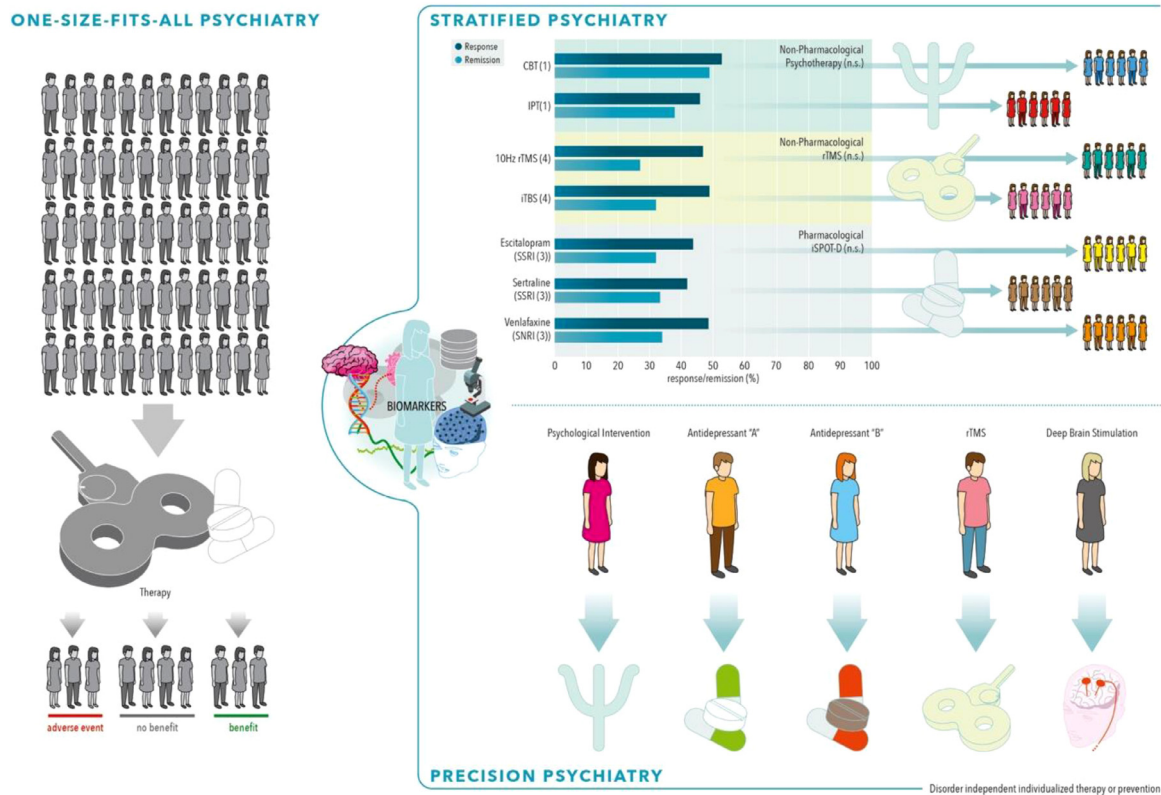 ONE-SIZE-FITS-ALL PSYCHIATRY
Therapy
adverse event
no benefit
benefit
BIOMARKERS
STRATIFIED PSYCHIATRY
Response
Remission
CBT (1)
IPT(1)
10Hz rTMS (4)
iTBS (4)
Escitalopram
(SSRI (3))
Sertraline
(SSRI (3))
Venlafaxine
(SNRI (3))
Non-Pharmacological
Psychotherapy (n.s.)
Non-Pharmacological
rTMS (n.s.)
Pharmacological
iSPOT-D (n.s.)
0 10 20 30 40 50 60 70 80 90 100
response/remission (%)
Psychological Intervention
Antidepressant "A"
Antidepressant "B"
rTMS
Deep Brain Stimulation
PRECISION PSYCHIATRY
Disorder independent individualized therapy or prevention